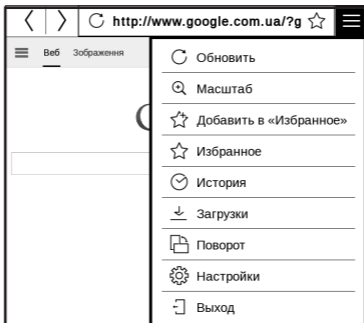 http://www.google.com.ua/?g
Веб Зображення
Обновить
Масштаб
Добавить в «Избранное»
Избранное
История
Загрузки
Поворот
Настройки
Выход